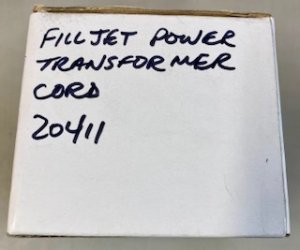 FILLJET POWER
TRANSFORMER
CORD
20411